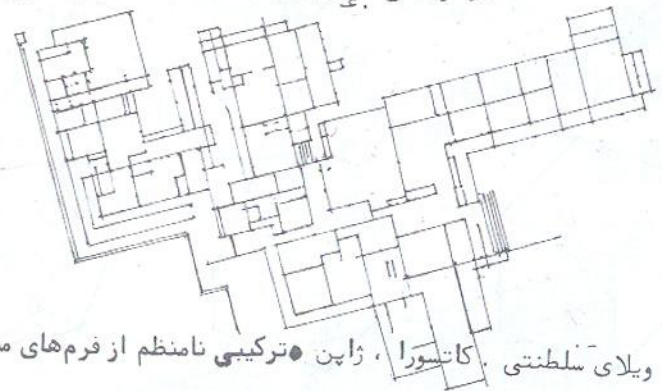 ویلای سلطنتی کاتسورا ، ژاپن ● ترکیبی نامنظم از فرم‌های